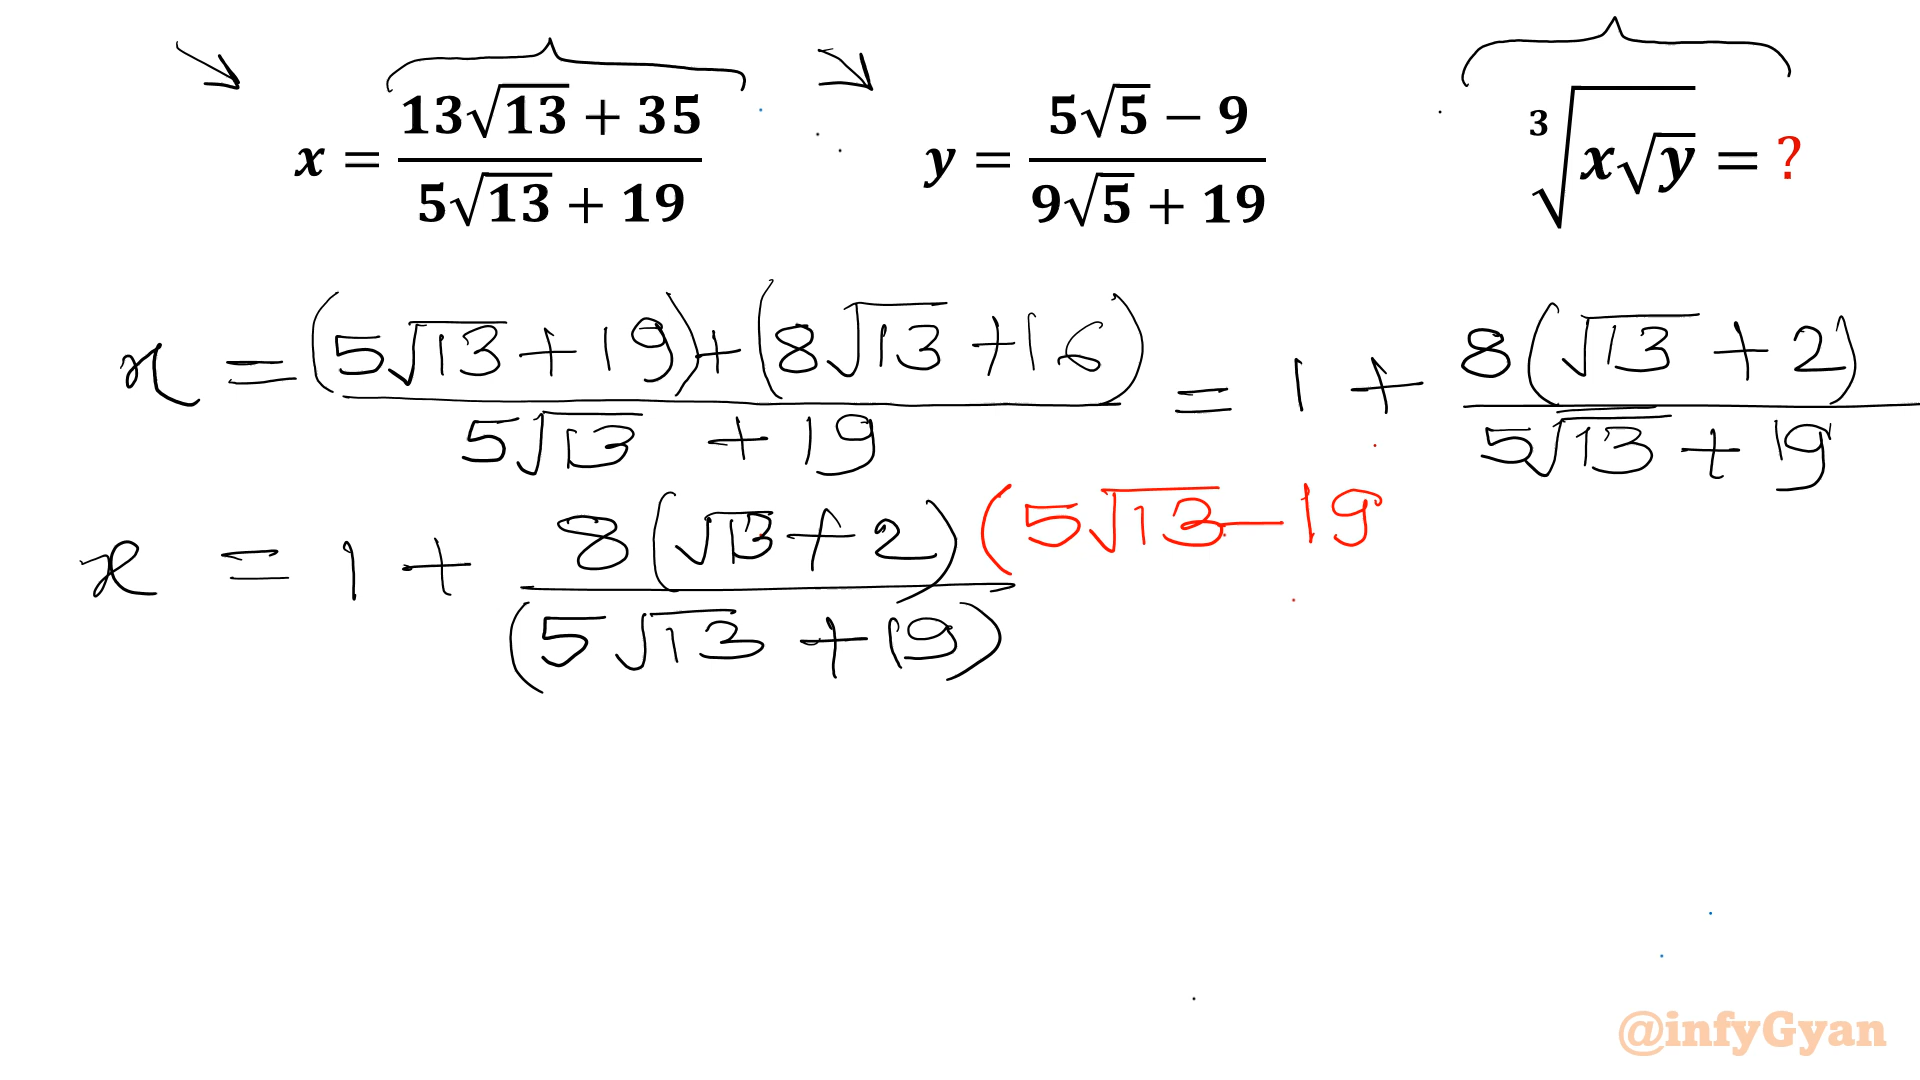 x = (13√13 + 35)/(5√13 + 19) y = (5√5 − 9)/(9√5 + 19) ∛(x√y) = ?
x = ((5√13 + 19) + (8√13 + 16))/(5√13 + 19) = 1 + 8(√13 + 2)/(5√13 + 19)
x = 1 + 8(√13 + 2)(5√13 − 19/(5√13 + 19)
@infyGyan